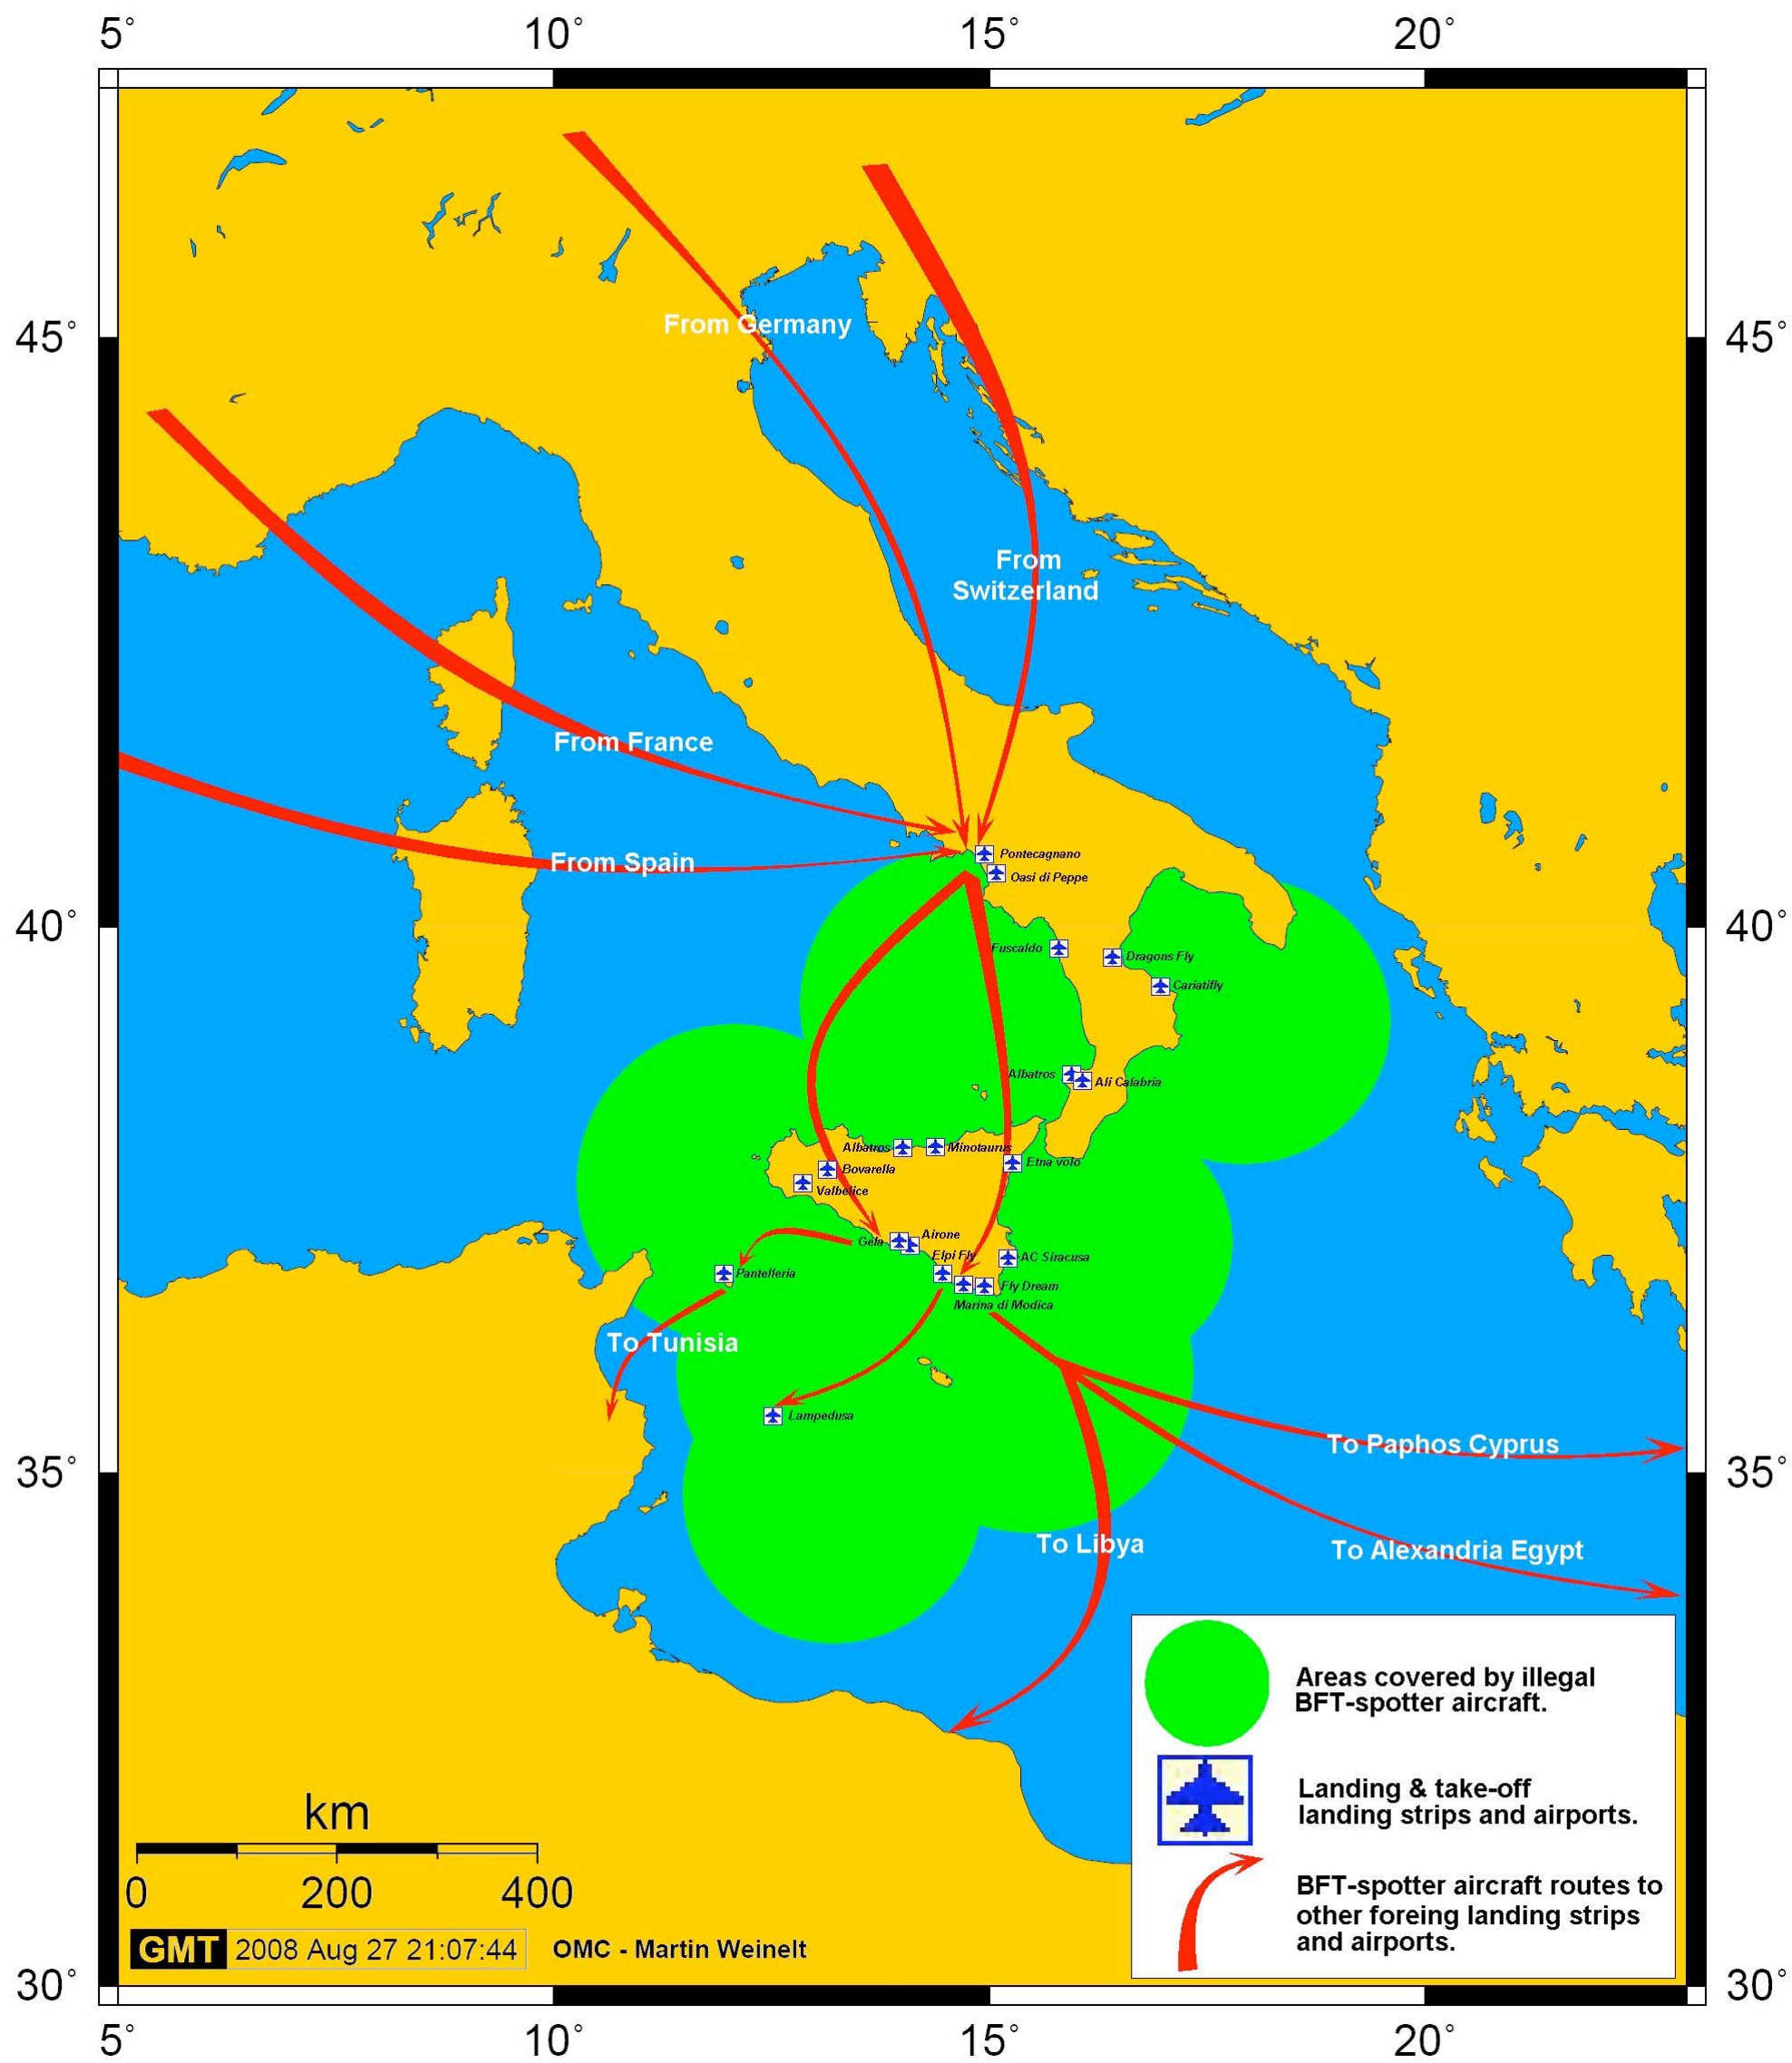 5°
10°
15°
20°
45°
45°
From Germany
From
Switzerland
From France
From Spain
Pontecagnano
Oasi di Peppe
40°
40°
Fuscaldo
Dragons Fly
Cariatifly
Albatros
Ali Calabria
Albatros
Minotaurus
Etna volo
Bovarella
Valbelice
Airone
Gela
Elpi Fly
AC Siracusa
Pantelleria
Fly Dream
Marina di Modica
To Tunisia
Lampedusa
To Paphos Cyprus
35°
35°
To Libya
To Alexandria Egypt
Areas covered by illegal
BFT-spotter aircraft.
Landing & take-off
landing strips and airports.
BFT-spotter aircraft routes to
other foreing landing strips
and airports.
km
0
200
400
GMT 2008 Aug 27 21:07:44
OMC - Martin Weinelt
30°
30°
5°
10°
15°
20°